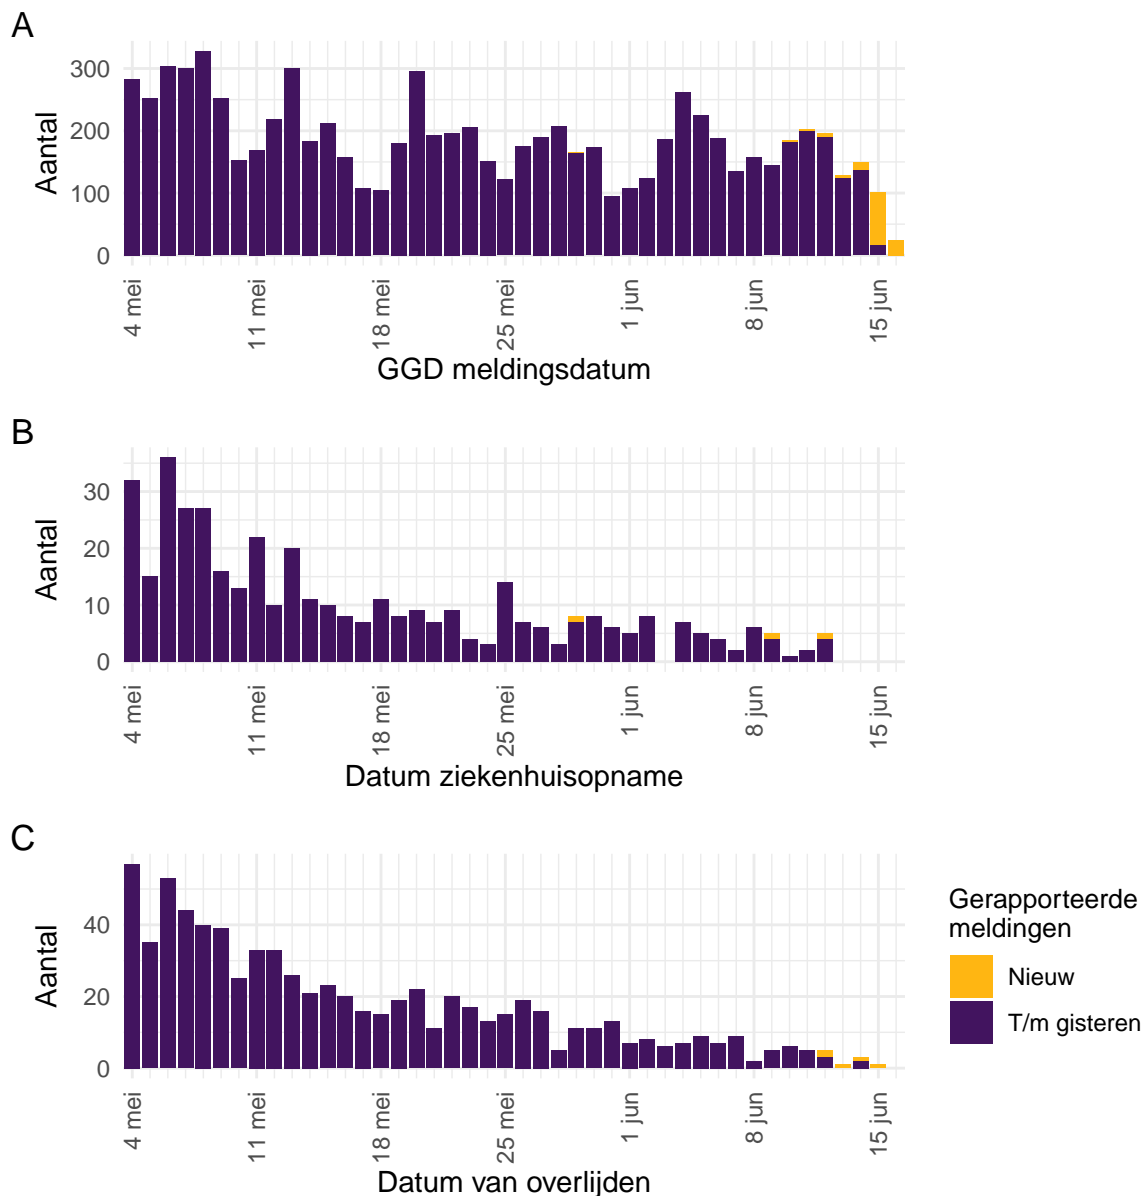 A
300
200
100
0
Aantal
4 mei
11 mei
18 mei
25 mei
1 jun
8 jun
15 jun
GGD meldingsdatum
B
30
20
10
0
Aantal
4 mei
11 mei
18 mei
25 mei
1 jun
8 jun
15 jun
Datum ziekenhuisopname
C
40
20
0
Aantal
4 mei
11 mei
18 mei
25 mei
1 jun
8 jun
15 jun
Datum van overlijden
Gerapporteerde
meldingen
Nieuw
T/m gisteren